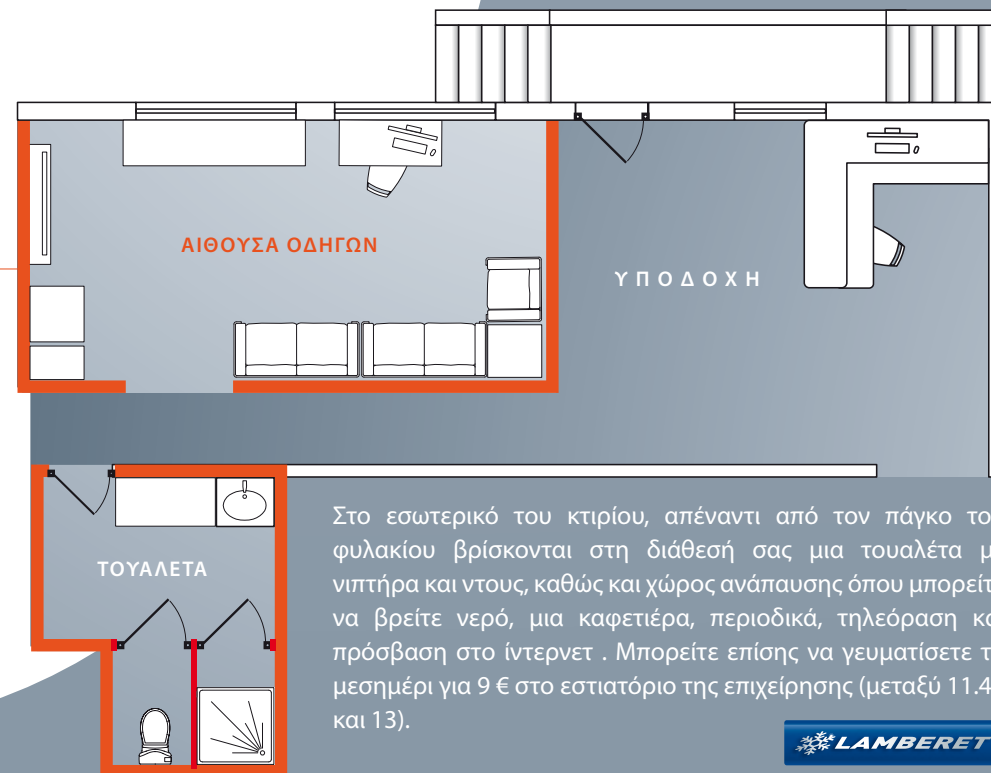 ΑΙΘΟΥΣΑ ΟΔΗΓΩΝ
ΥΠΟΔΟΧΗ
ΤΟΥΑΛΕΤΑ
Στο εσωτερικό του κτιρίου, απέναντι από τον πάγκο το
φυλακίου βρίσκονται στη διάθεσή σας μια τουαλέτα μ
νιπτήρα και ντους, καθώς και χώρος ανάπαυσης όπου μπορείτ
να βρείτε νερό, μια καφετιέρα, περιοδικά, τηλεόραση κα
πρόσβαση στο ίντερνετ . Μπορείτε επίσης να γευματίσετε τ
μεσημέρι για 9 € στο εστιατόριο της επιχείρησης (μεταξύ 11.4
και 13).
LAMBERET